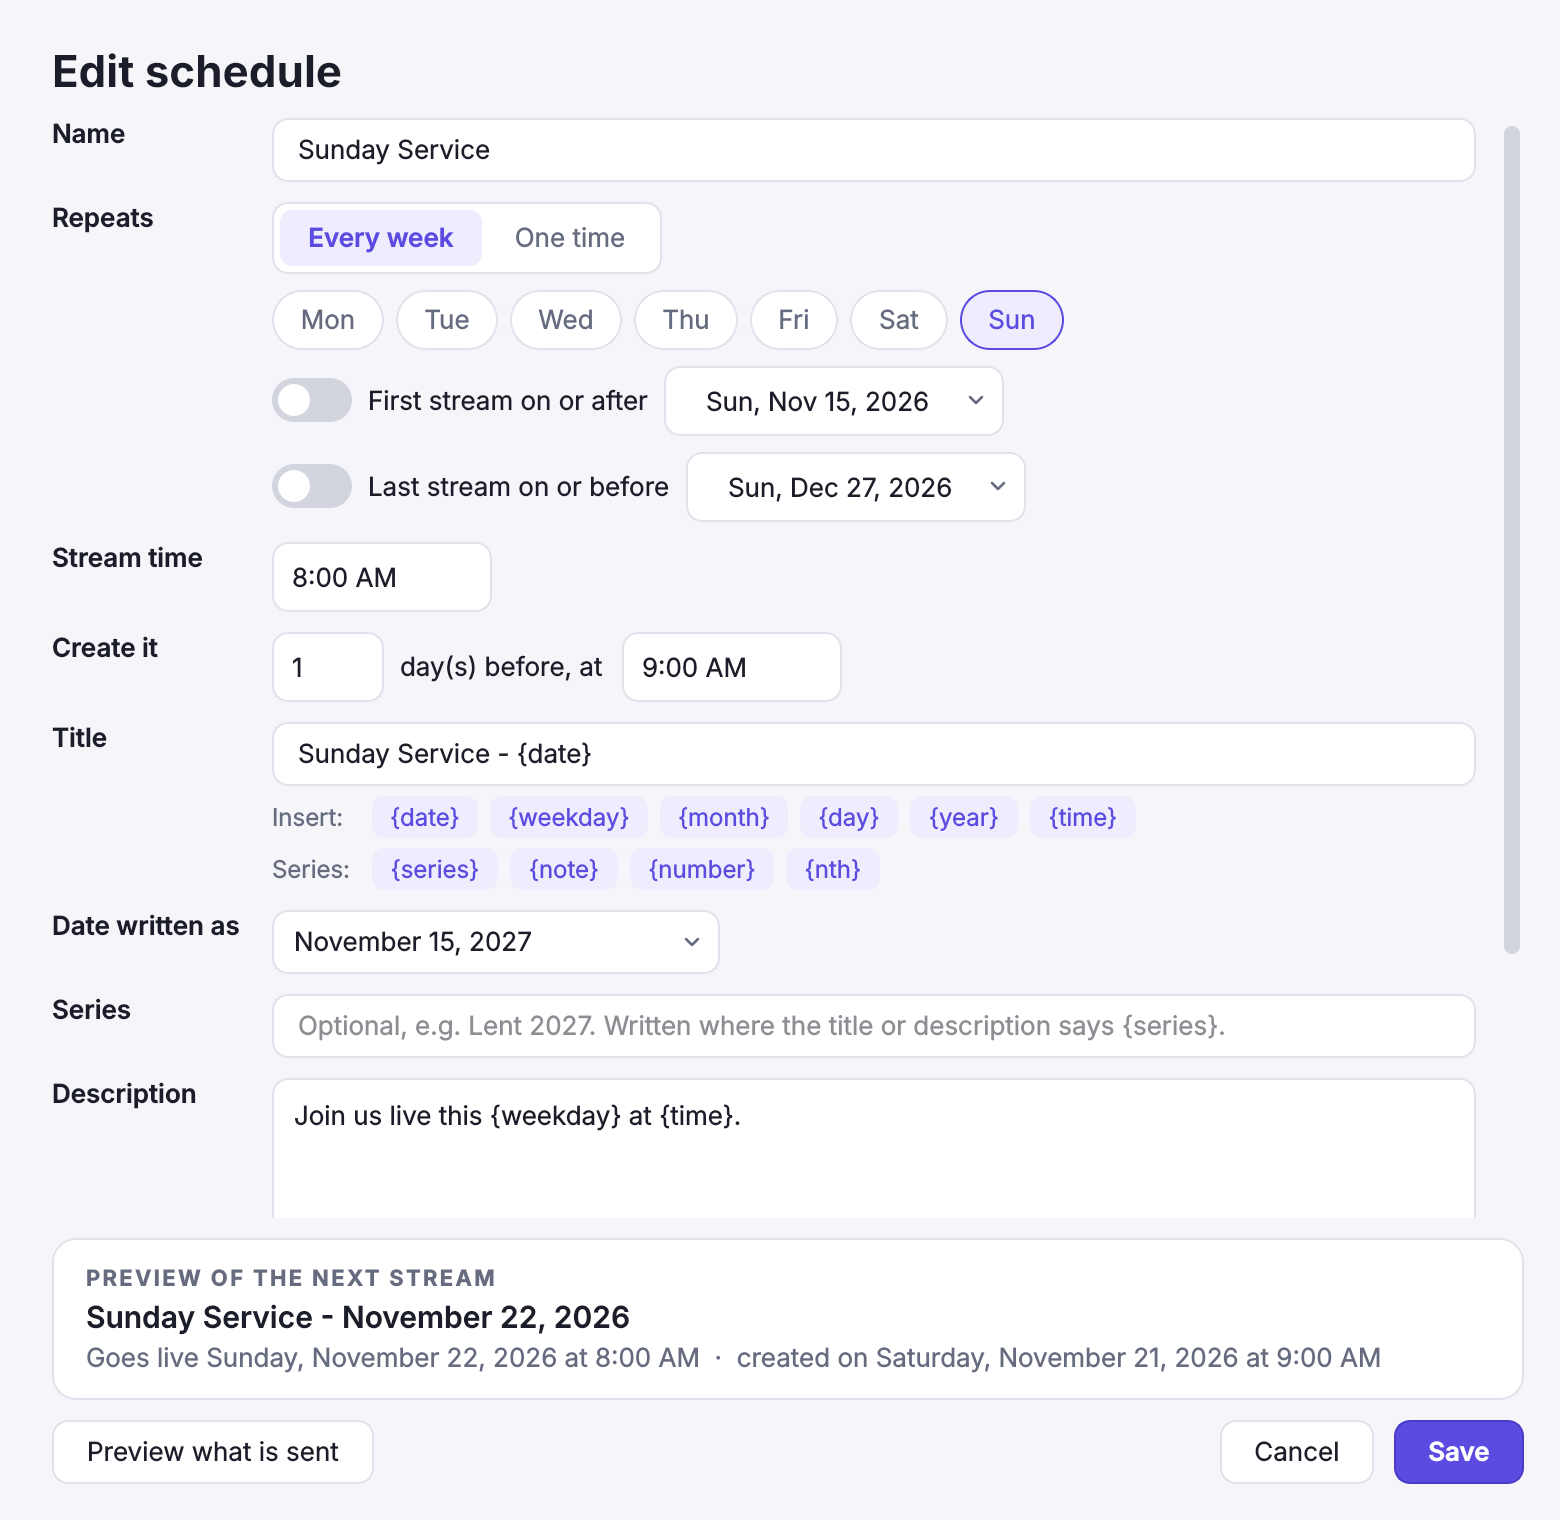 Edit schedule
Name
Sunday Service
Repeats
Every week One time
Mon Tue Wed Thu Fri Sat Sun
First stream on or after Sun, Nov 15, 2026
Last stream on or before Sun, Dec 27, 2026
Stream time
8:00 AM
Create it
1 day(s) before, at 9:00 AM
Title
Sunday Service - {date}
Insert: {date} {weekday} {month} {day} {year} {time}
Series: {series} {note} {number} {nth}
Date written as
November 15, 2027
Series
Optional, e.g. Lent 2027. Written where the title or description says {series}.
Description
Join us live this {weekday} at {time}.
PREVIEW OF THE NEXT STREAM
Sunday Service - November 22, 2026
Goes live Sunday, November 22, 2026 at 8:00 AM · created on Saturday, November 21, 2026 at 9:00 AM
Preview what is sent Cancel Save